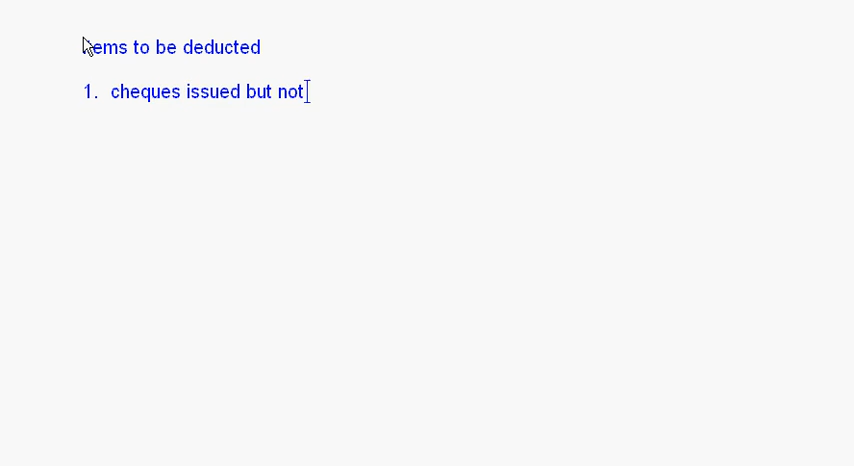 to be deducted
1. cheques issued but not